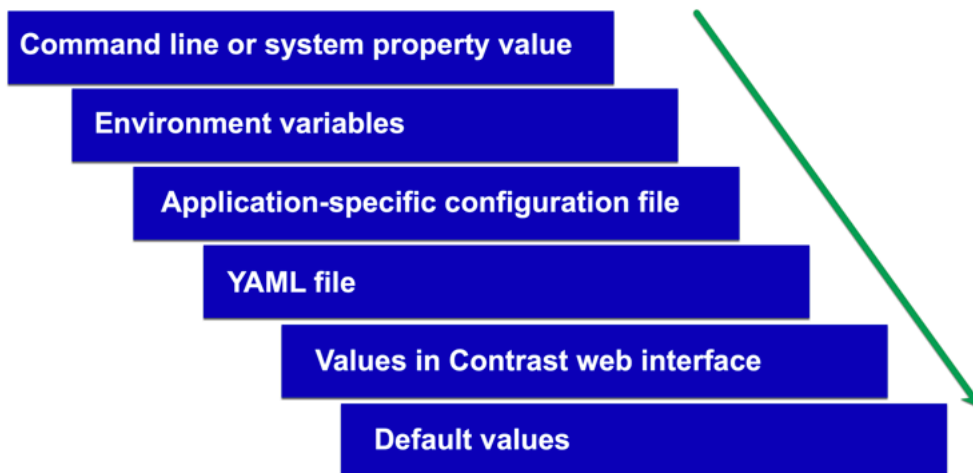 Command line or system property value
Environment variables
Application-specific configuration file
YAML file
Values in Contrast web interface
Default values